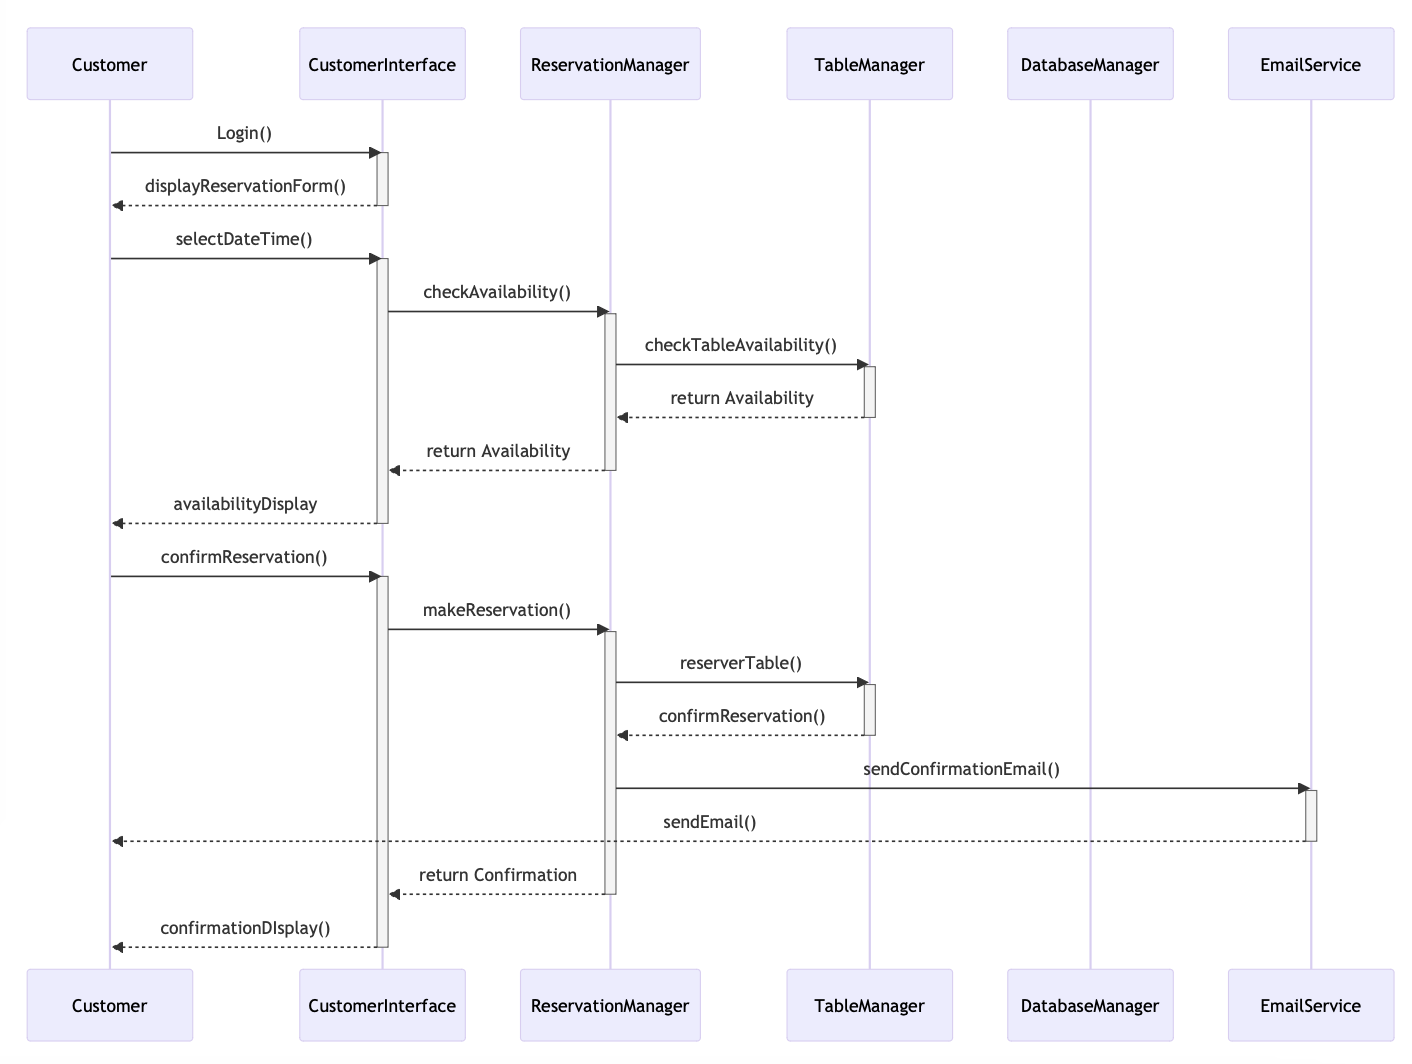 Customer
CustomerInterface
ReservationManager
TableManager
DatabaseManager
EmailService
Login()
displayReservationForm()
selectDateTime()
checkAvailability()
checkTableAvailability()
return Availability
return Availability
availabilityDisplay
confirmReservation()
makeReservation()
reserverTable()
confirmReservation()
sendConfirmationEmail()
sendEmail()
return Confirmation
confirmationDIsplay()
Customer
CustomerInterface
ReservationManager
TableManager
DatabaseManager
EmailService